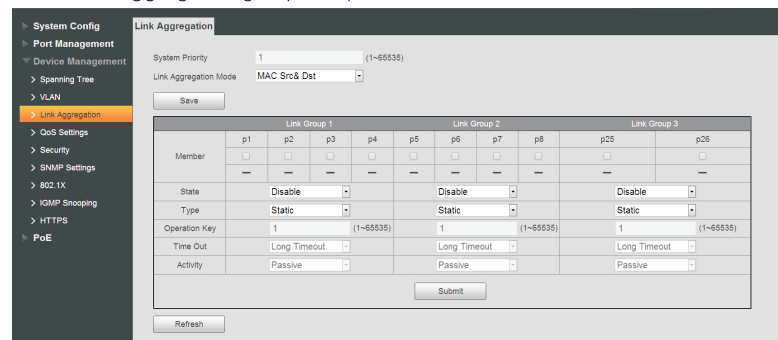 System Config
Port Management
Device Management
> Spanning Tree
> VLAN
> Link Aggregation
> QoS Settings
> Security
> SNMP Settings
> 802.1X
> IGMP Snooping
> HTTPS
PoE
Link Aggregation
System Priority 1 (1~65535)
Link Aggregation Mode MAC Src& Dst
Save
Link Group 1 Link Group 2 Link Group 3
p1 p2 p3 p4 p5 p6 p7 p8 p25 p26
Member
— — — — — — — — — —
State Disable Disable Disable
Type Static Static Static
Operation Key 1 (1~65535) 1 (1~65535) 1 (1~65535)
Time Out Long Timeout Long Timeout Long Timeout
Activity Passive Passive Passive
Submit
Refresh